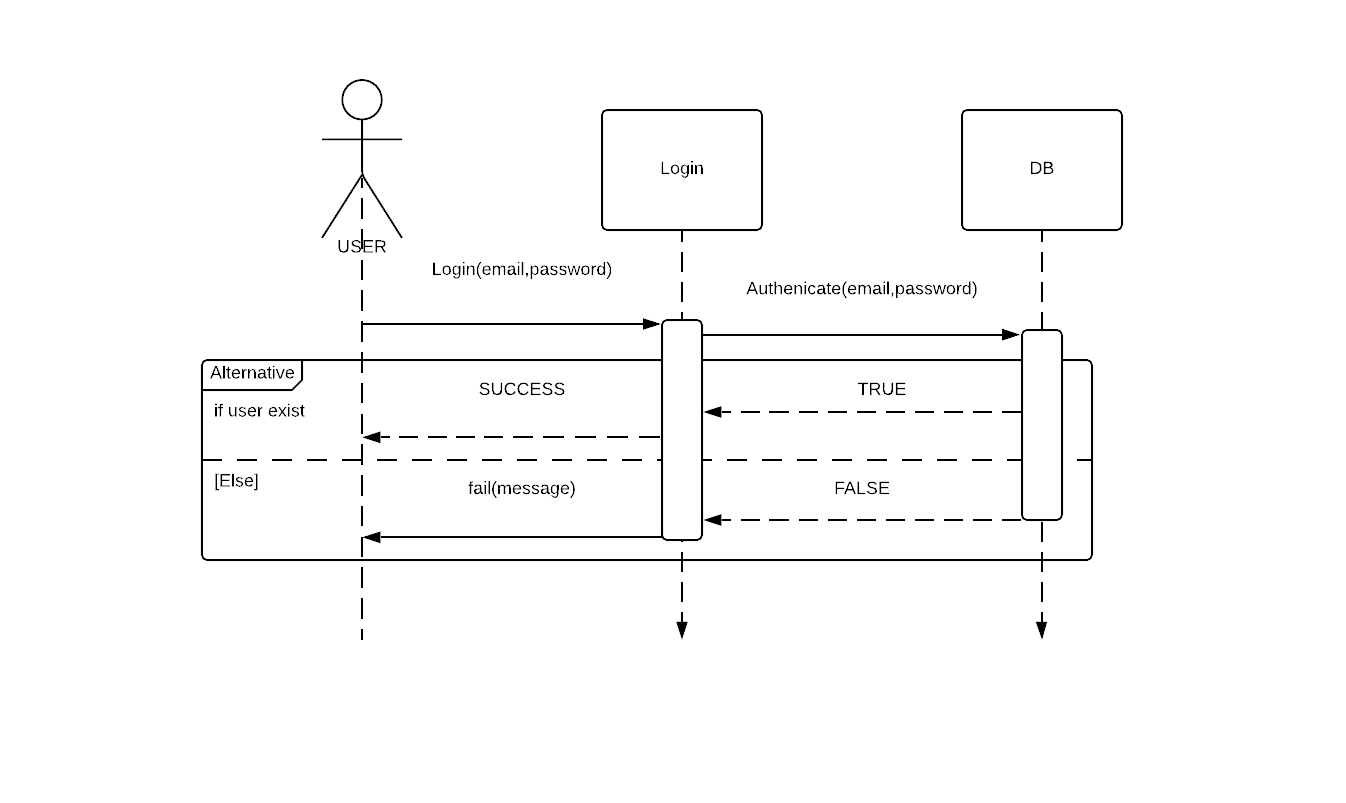 USER
Login
DB
Login(email,password)
Authenicate(email,password)
Alternative
SUCCESS
TRUE
if user exist
[Else]
fail(message)
FALSE